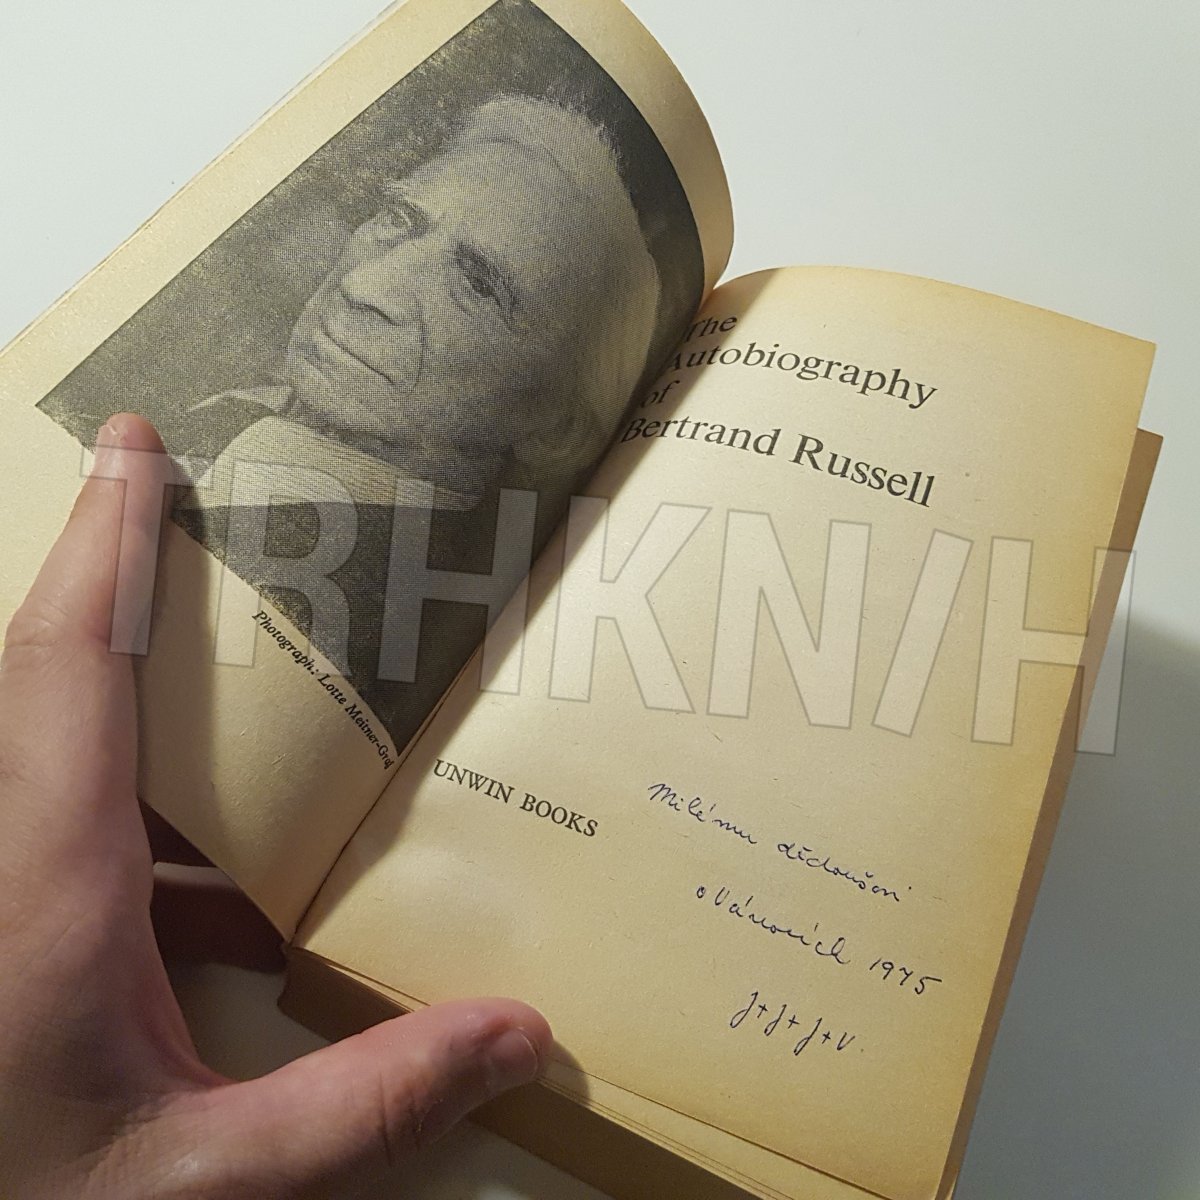 Photograph: Lotte Meitner-Graf
The
Autobiography
of
Bertrand Russell
UNWIN BOOKS
Milému dědouškovi
o Vánocích 1975
J+J+J+V.
TRHKNIH